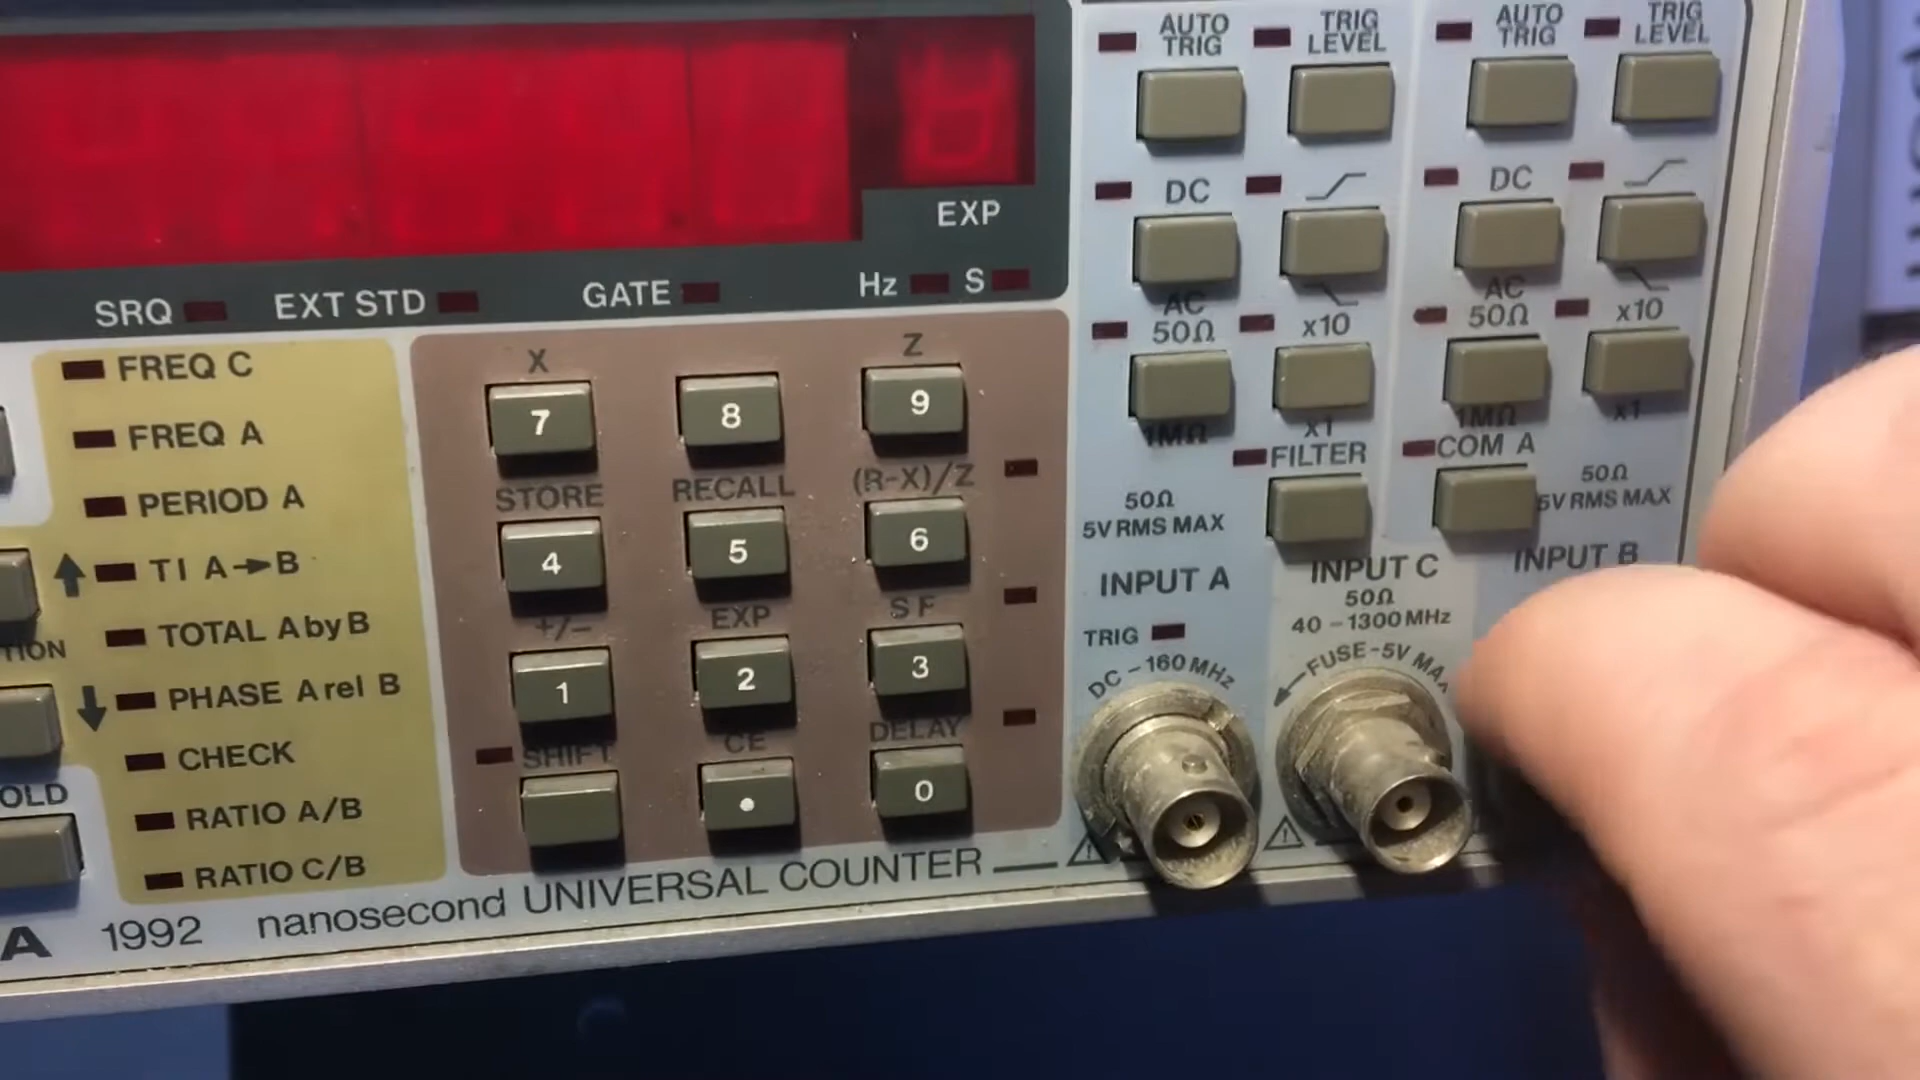 EXP
SRQ EXT STD GATE Hz S
FREQ C
FREQ A
PERIOD A
TI A→B
TOTAL A by B
PHASE A rel B
CHECK
RATIO A/B
RATIO C/B
X
Z
7 8 9
STORE RECALL (R-X)/Z
4 5 6
+/- EXP SF
1 2 3
SHIFT CE DELAY
• 0
1992 nanosecond UNIVERSAL COUNTER
AUTO TRIG
TRIG LEVEL
DC
AC
50Ω
x10
1MΩ
x1
FILTER
50Ω
5V RMS MAX
INPUT A
TRIG
DC - 160 MHz
INPUT C
50Ω
40 - 1300 MHz
FUSE - 5V MAX
AUTO TRIG
TRIG LEVEL
DC
AC
50Ω
x10
1MΩ
x1
COM A
50Ω
5V RMS MAX
INPUT B